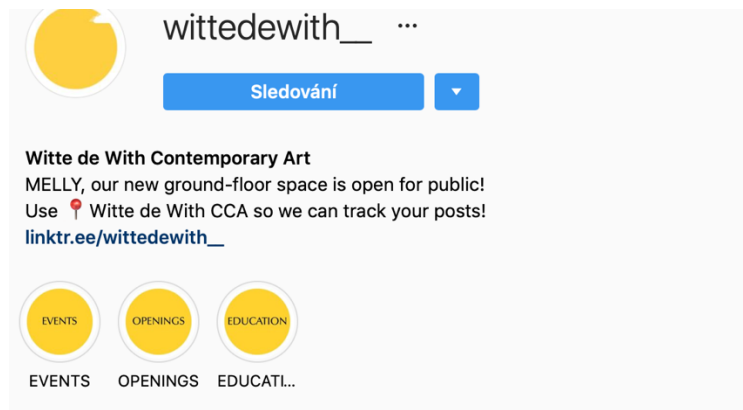 wittedewith__ ...
Sledování
Witte de With Contemporary Art
MELLY, our new ground-floor space is open for public!
Use 📍 Witte de With CCA so we can track your posts!
linktr.ee/wittedewith__
EVENTS OPENINGS EDUCATION
EVENTS OPENINGS EDUCATI...